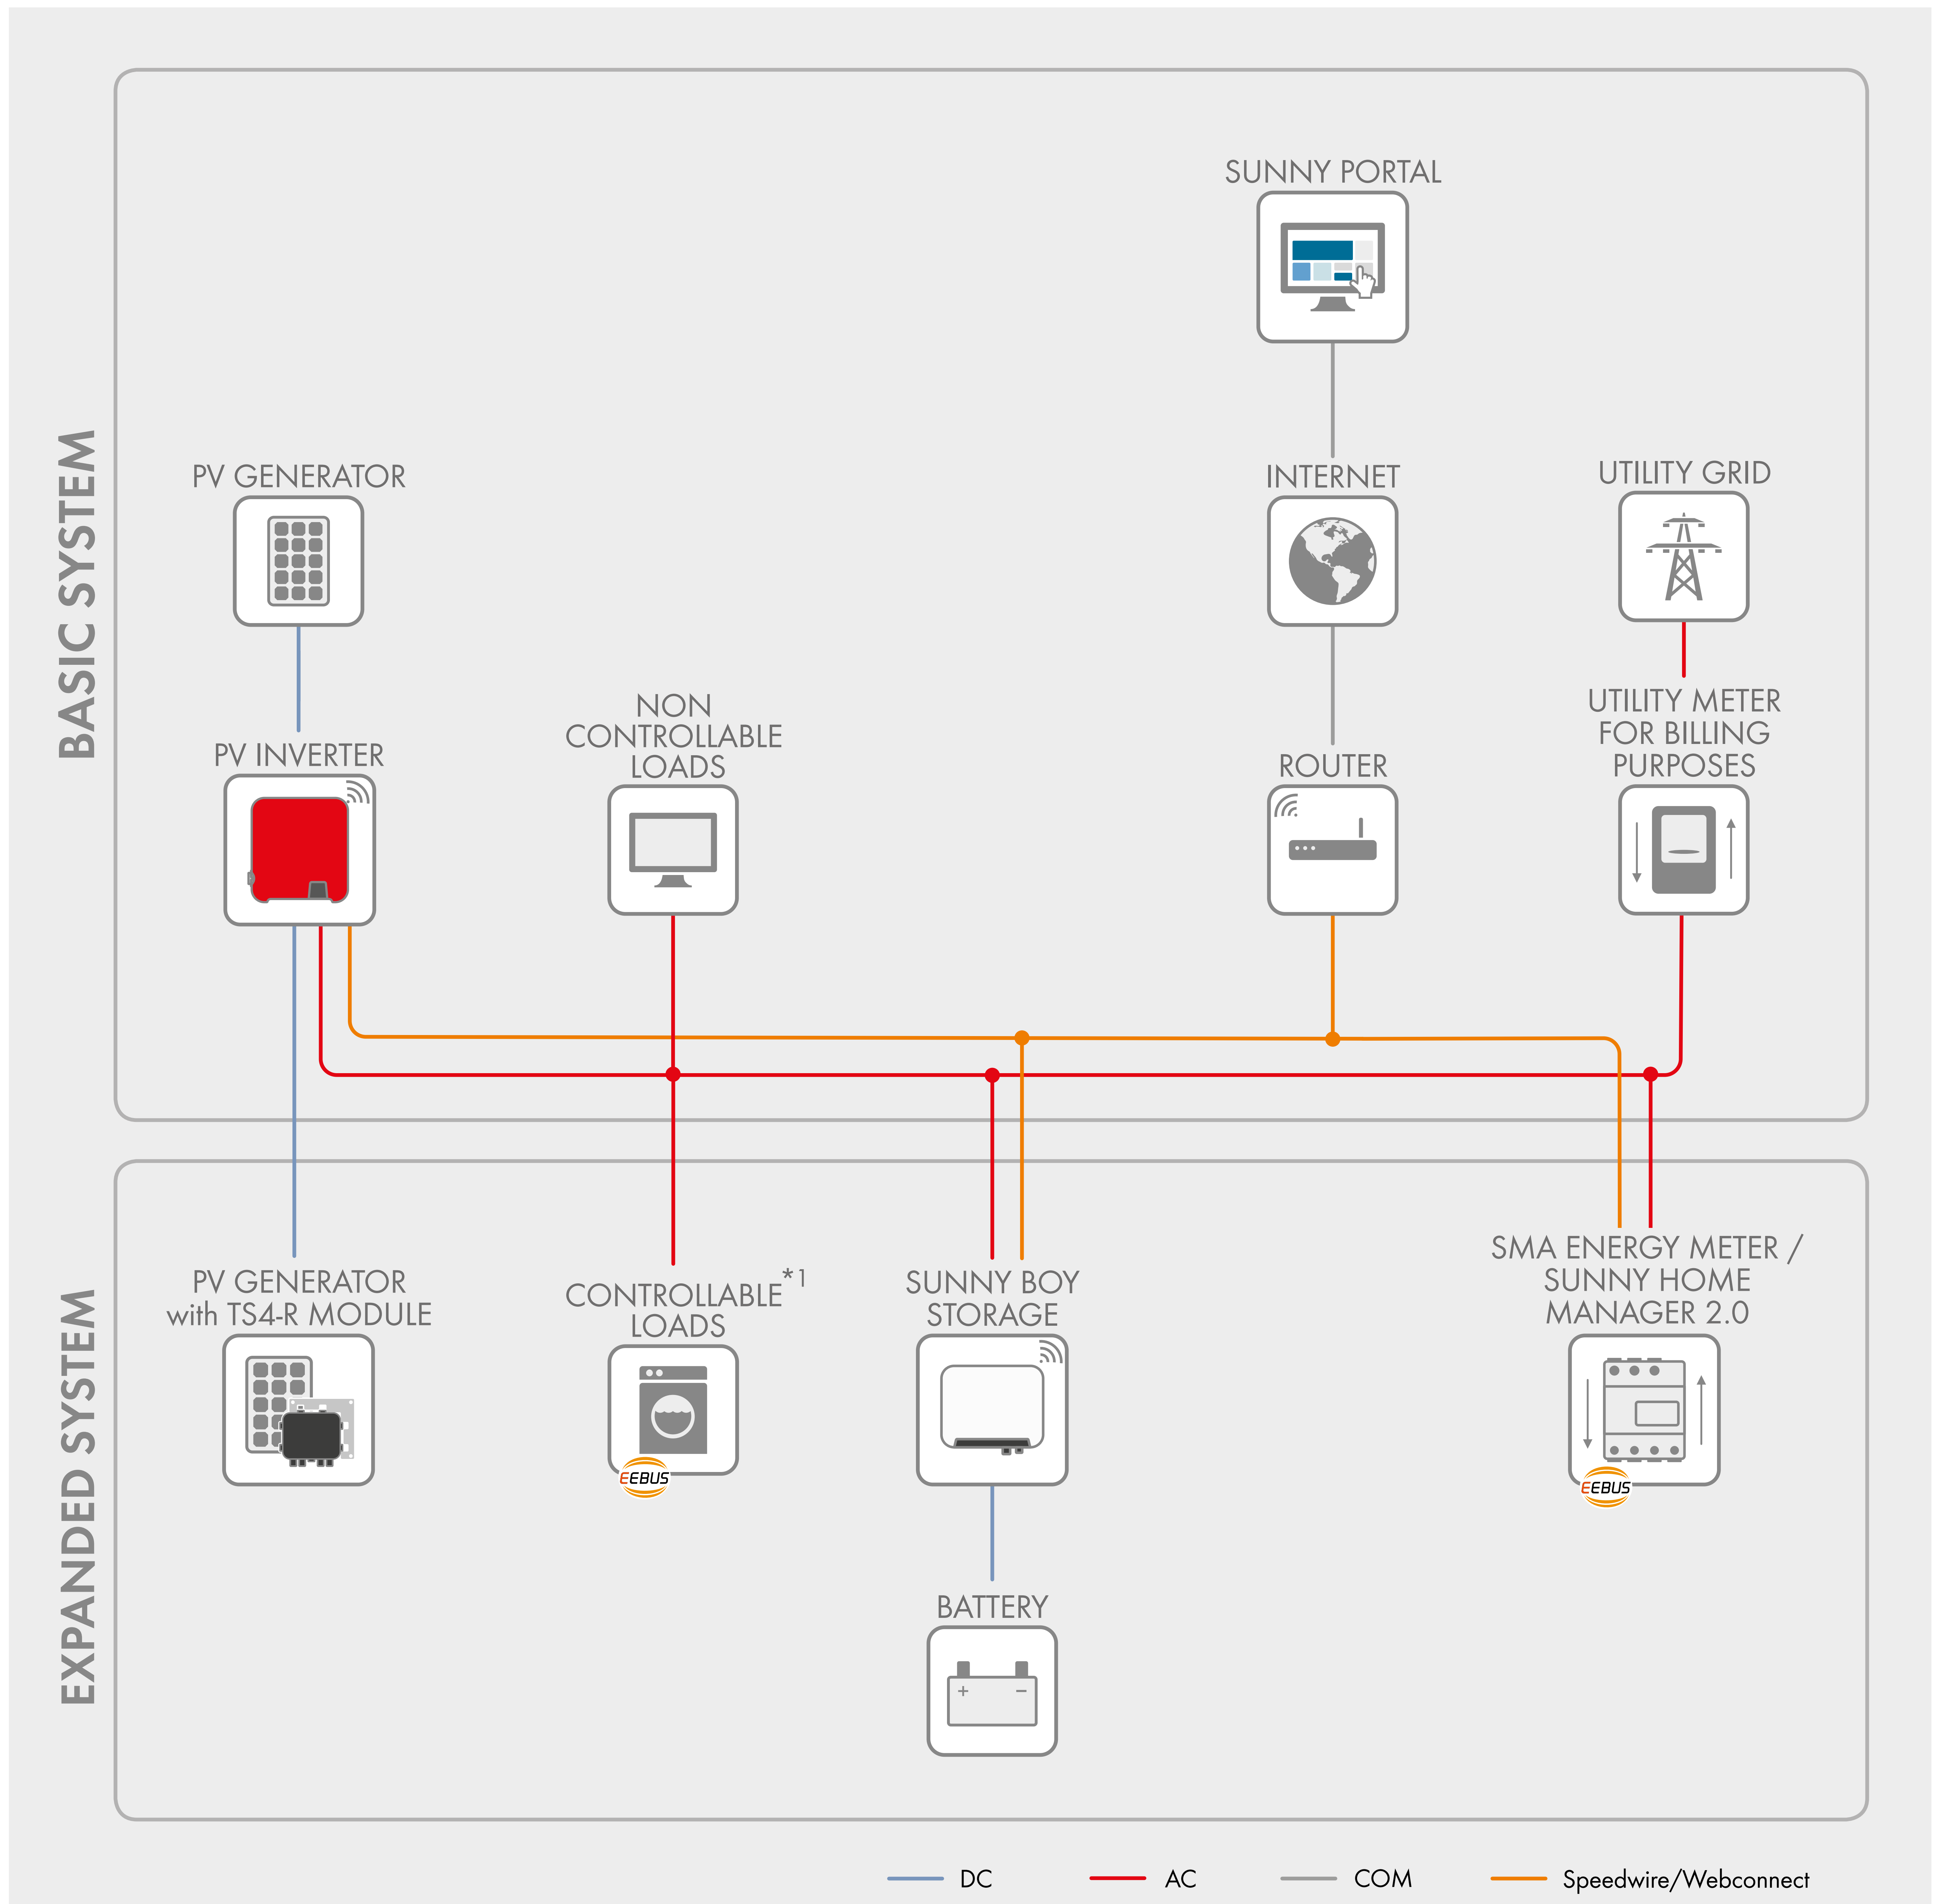 BASIC SYSTEM
SUNNY PORTAL
PV GENERATOR
INTERNET
UTILITY GRID
PV INVERTER
NON
CONTROLLABLE
LOADS
ROUTER
UTILITY METER
FOR BILLING
PURPOSES
EXPANDED SYSTEM
PV GENERATOR
with TS4-R MODULE
CONTROLLABLE*1
LOADS
EEBUS
SUNNY BOY
STORAGE
SMA ENERGY METER /
SUNNY HOME
MANAGER 2.0
EEBUS
BATTERY
+ −
DC
AC
COM
Speedwire/Webconnect